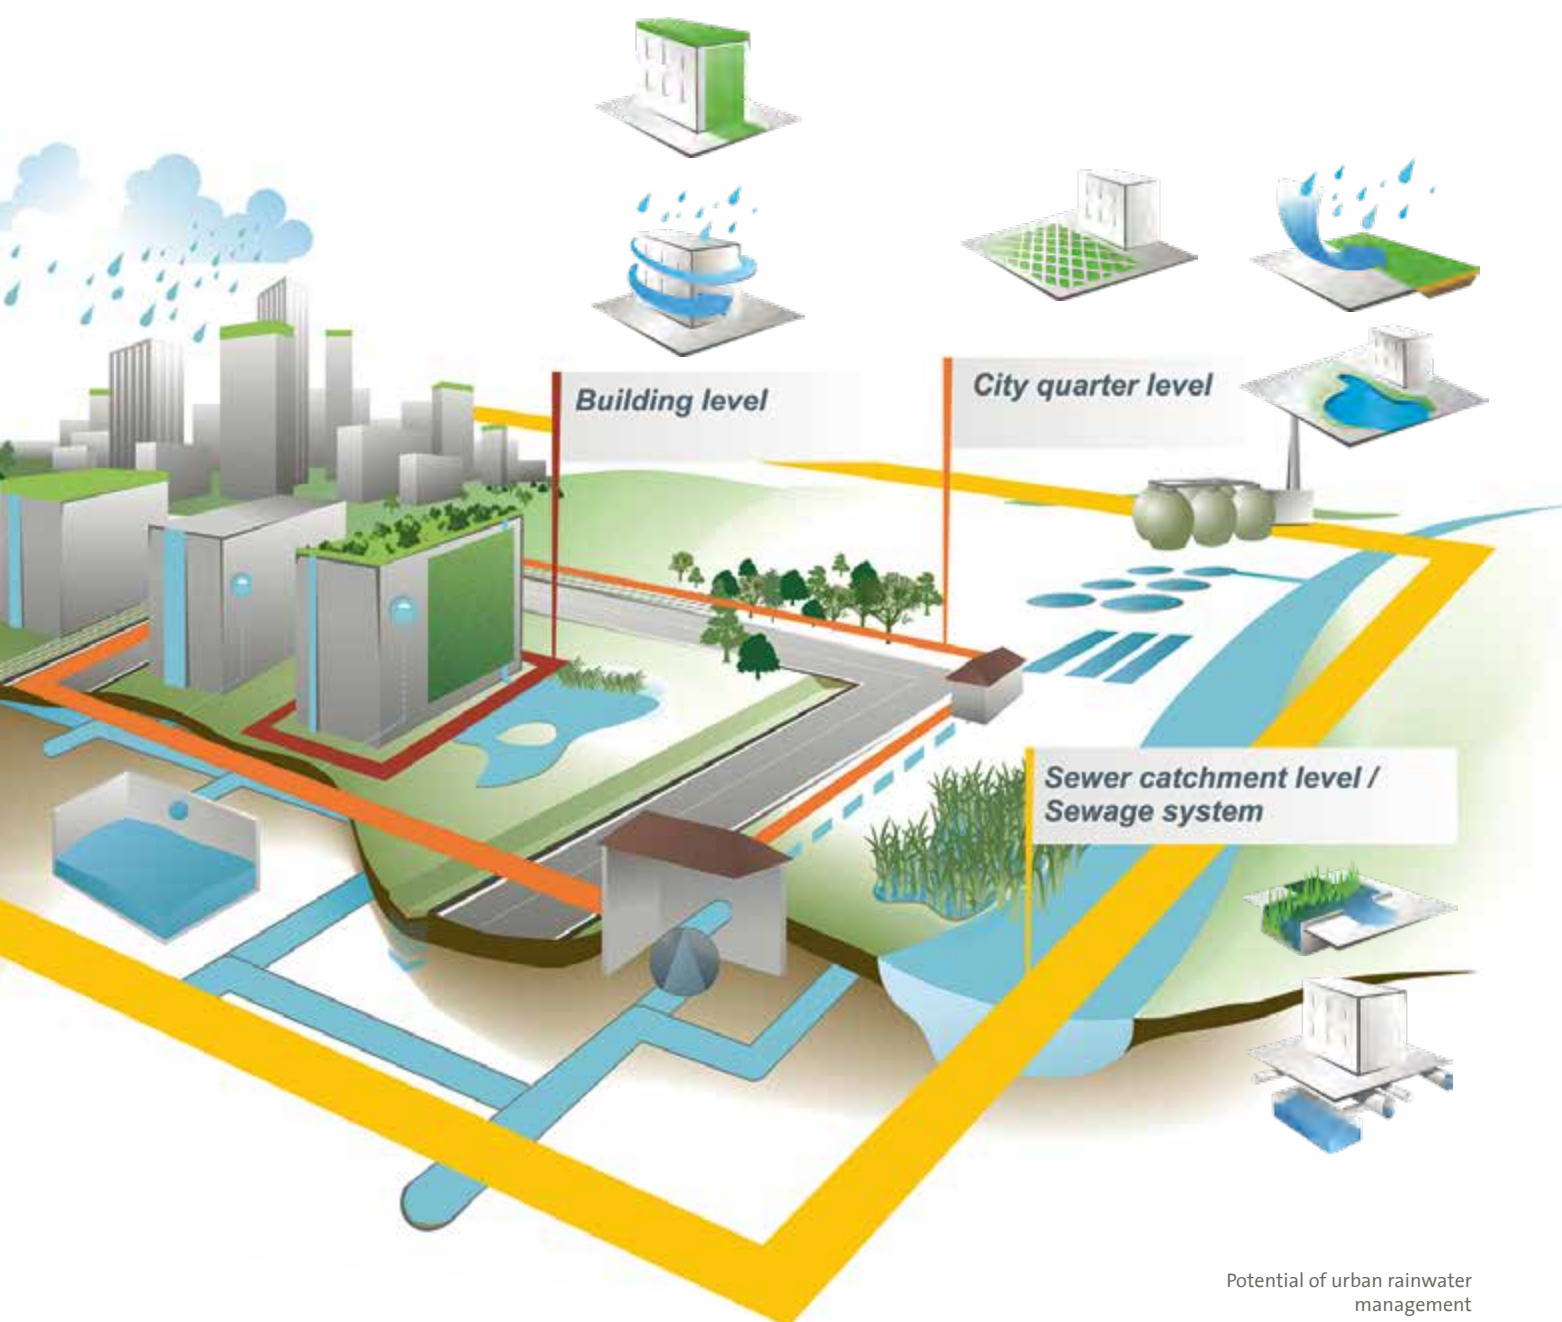 Building level
City quarter level
Sewer catchment level /
Sewage system
Potential of urban rainwater
management